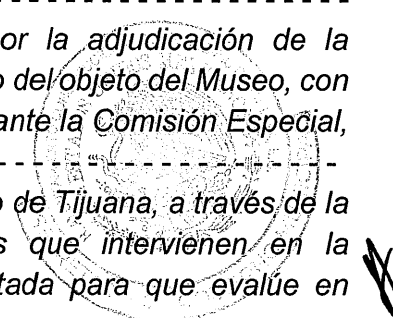 or la adjudicación de la
o del objeto del Museo, con
ante la Comisión Especial,
o de Tijuana, a través de la
s que intervienen en la
tada para que evalúe en